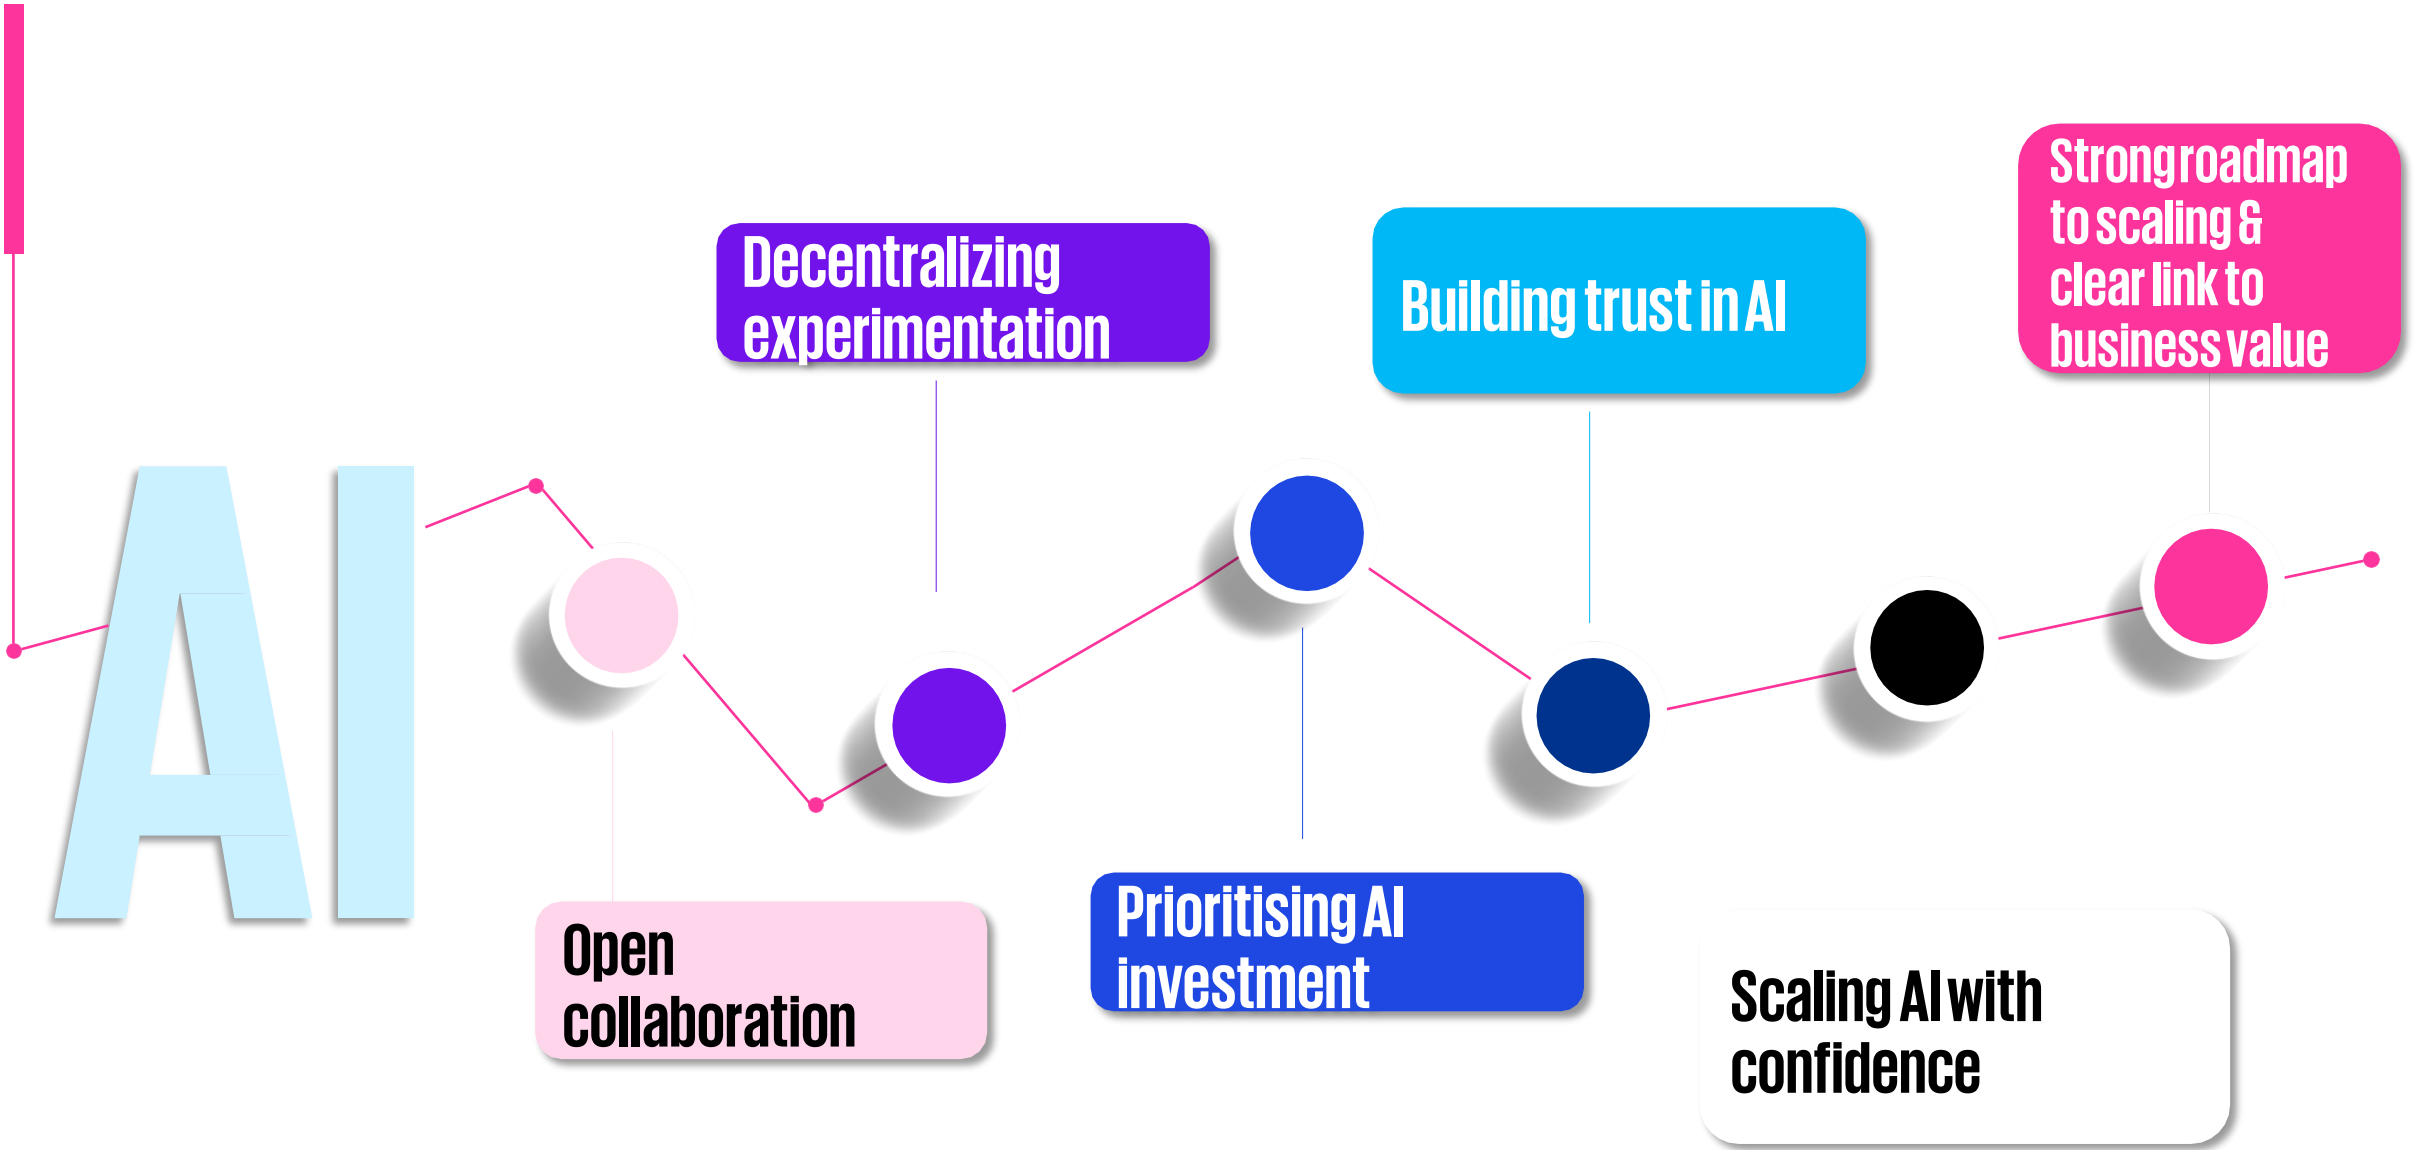 AI
Open
collaboration
Decentralizing
experimentation
Prioritising AI
investment
Building trust in AI
Scaling AI with
confidence
Strong roadmap
to scaling &
clear link to
business value